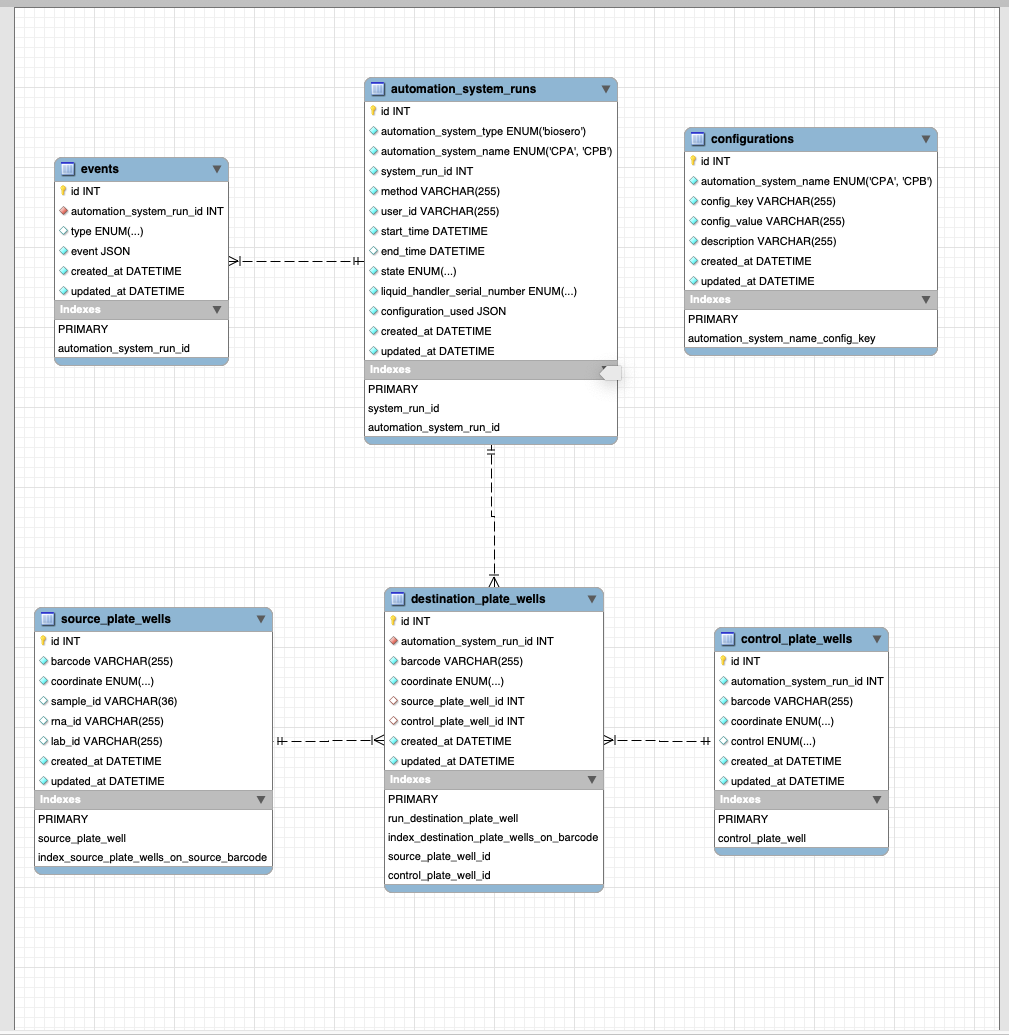 automation_system_runs
id INT
automation_system_type ENUM('biosero')
automation_system_name ENUM('CPA', 'CPB')
system_run_id INT
method VARCHAR(255)
user_id VARCHAR(255)
start_time DATETIME
end_time DATETIME
state ENUM(...)
liquid_handler_serial_number ENUM(...)
configuration_used JSON
created_at DATETIME
updated_at DATETIME
Indexes
PRIMARY
system_run_id
automation_system_run_id
configurations
id INT
automation_system_name ENUM('CPA', 'CPB')
config_key VARCHAR(255)
config_value VARCHAR(255)
description VARCHAR(255)
created_at DATETIME
updated_at DATETIME
Indexes
PRIMARY
automation_system_name_config_key
events
id INT
automation_system_run_id INT
type ENUM(...)
event JSON
created_at DATETIME
updated_at DATETIME
Indexes
PRIMARY
automation_system_run_id
source_plate_wells
id INT
barcode VARCHAR(255)
coordinate ENUM(...)
sample_id VARCHAR(36)
rna_id VARCHAR(255)
lab_id VARCHAR(255)
created_at DATETIME
updated_at DATETIME
Indexes
PRIMARY
source_plate_well
index_source_plate_wells_on_source_barcode
destination_plate_wells
id INT
automation_system_run_id INT
barcode VARCHAR(255)
coordinate ENUM(...)
source_plate_well_id INT
control_plate_well_id INT
created_at DATETIME
updated_at DATETIME
Indexes
PRIMARY
run_destination_plate_well
index_destination_plate_wells_on_barcode
source_plate_well_id
control_plate_well_id
control_plate_wells
id INT
automation_system_run_id INT
barcode VARCHAR(255)
coordinate ENUM(...)
control ENUM(...)
created_at DATETIME
updated_at DATETIME
Indexes
PRIMARY
control_plate_well